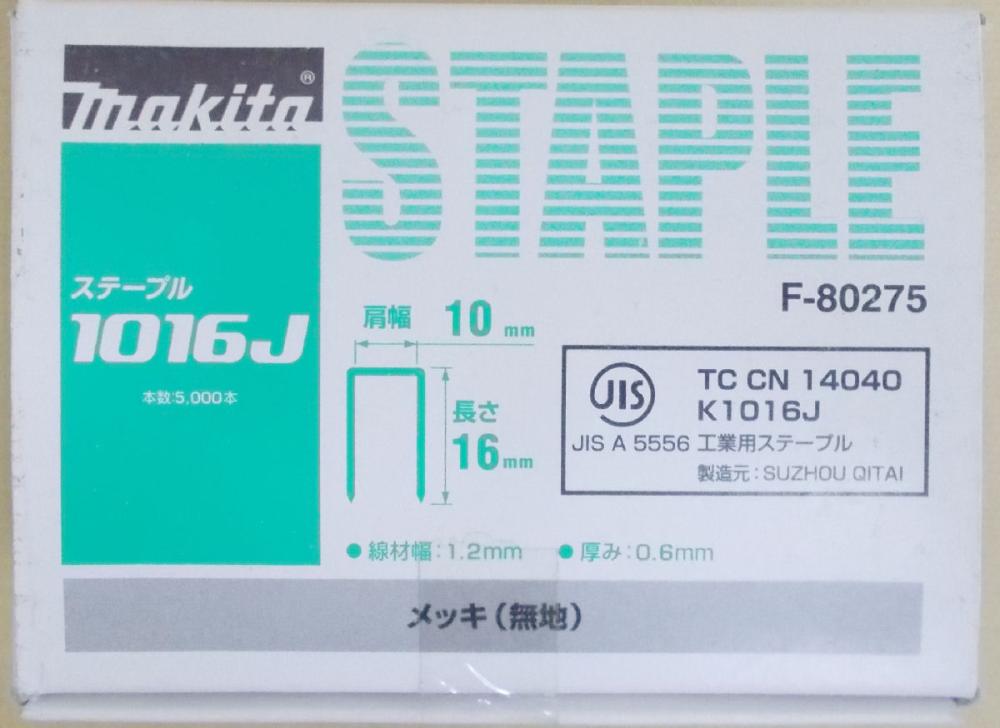 makita®
STAPLE
ステープル
1016J
本数:5,000本
F-80275
肩幅 10 mm
長さ
16mm
JIS
TC CN 14040
K1016J
JIS A 5556 工業用ステープル
製造元:SUZHOU QITAI
●線材幅:1.2mm ●厚み:0.6mm
メッキ(無地)